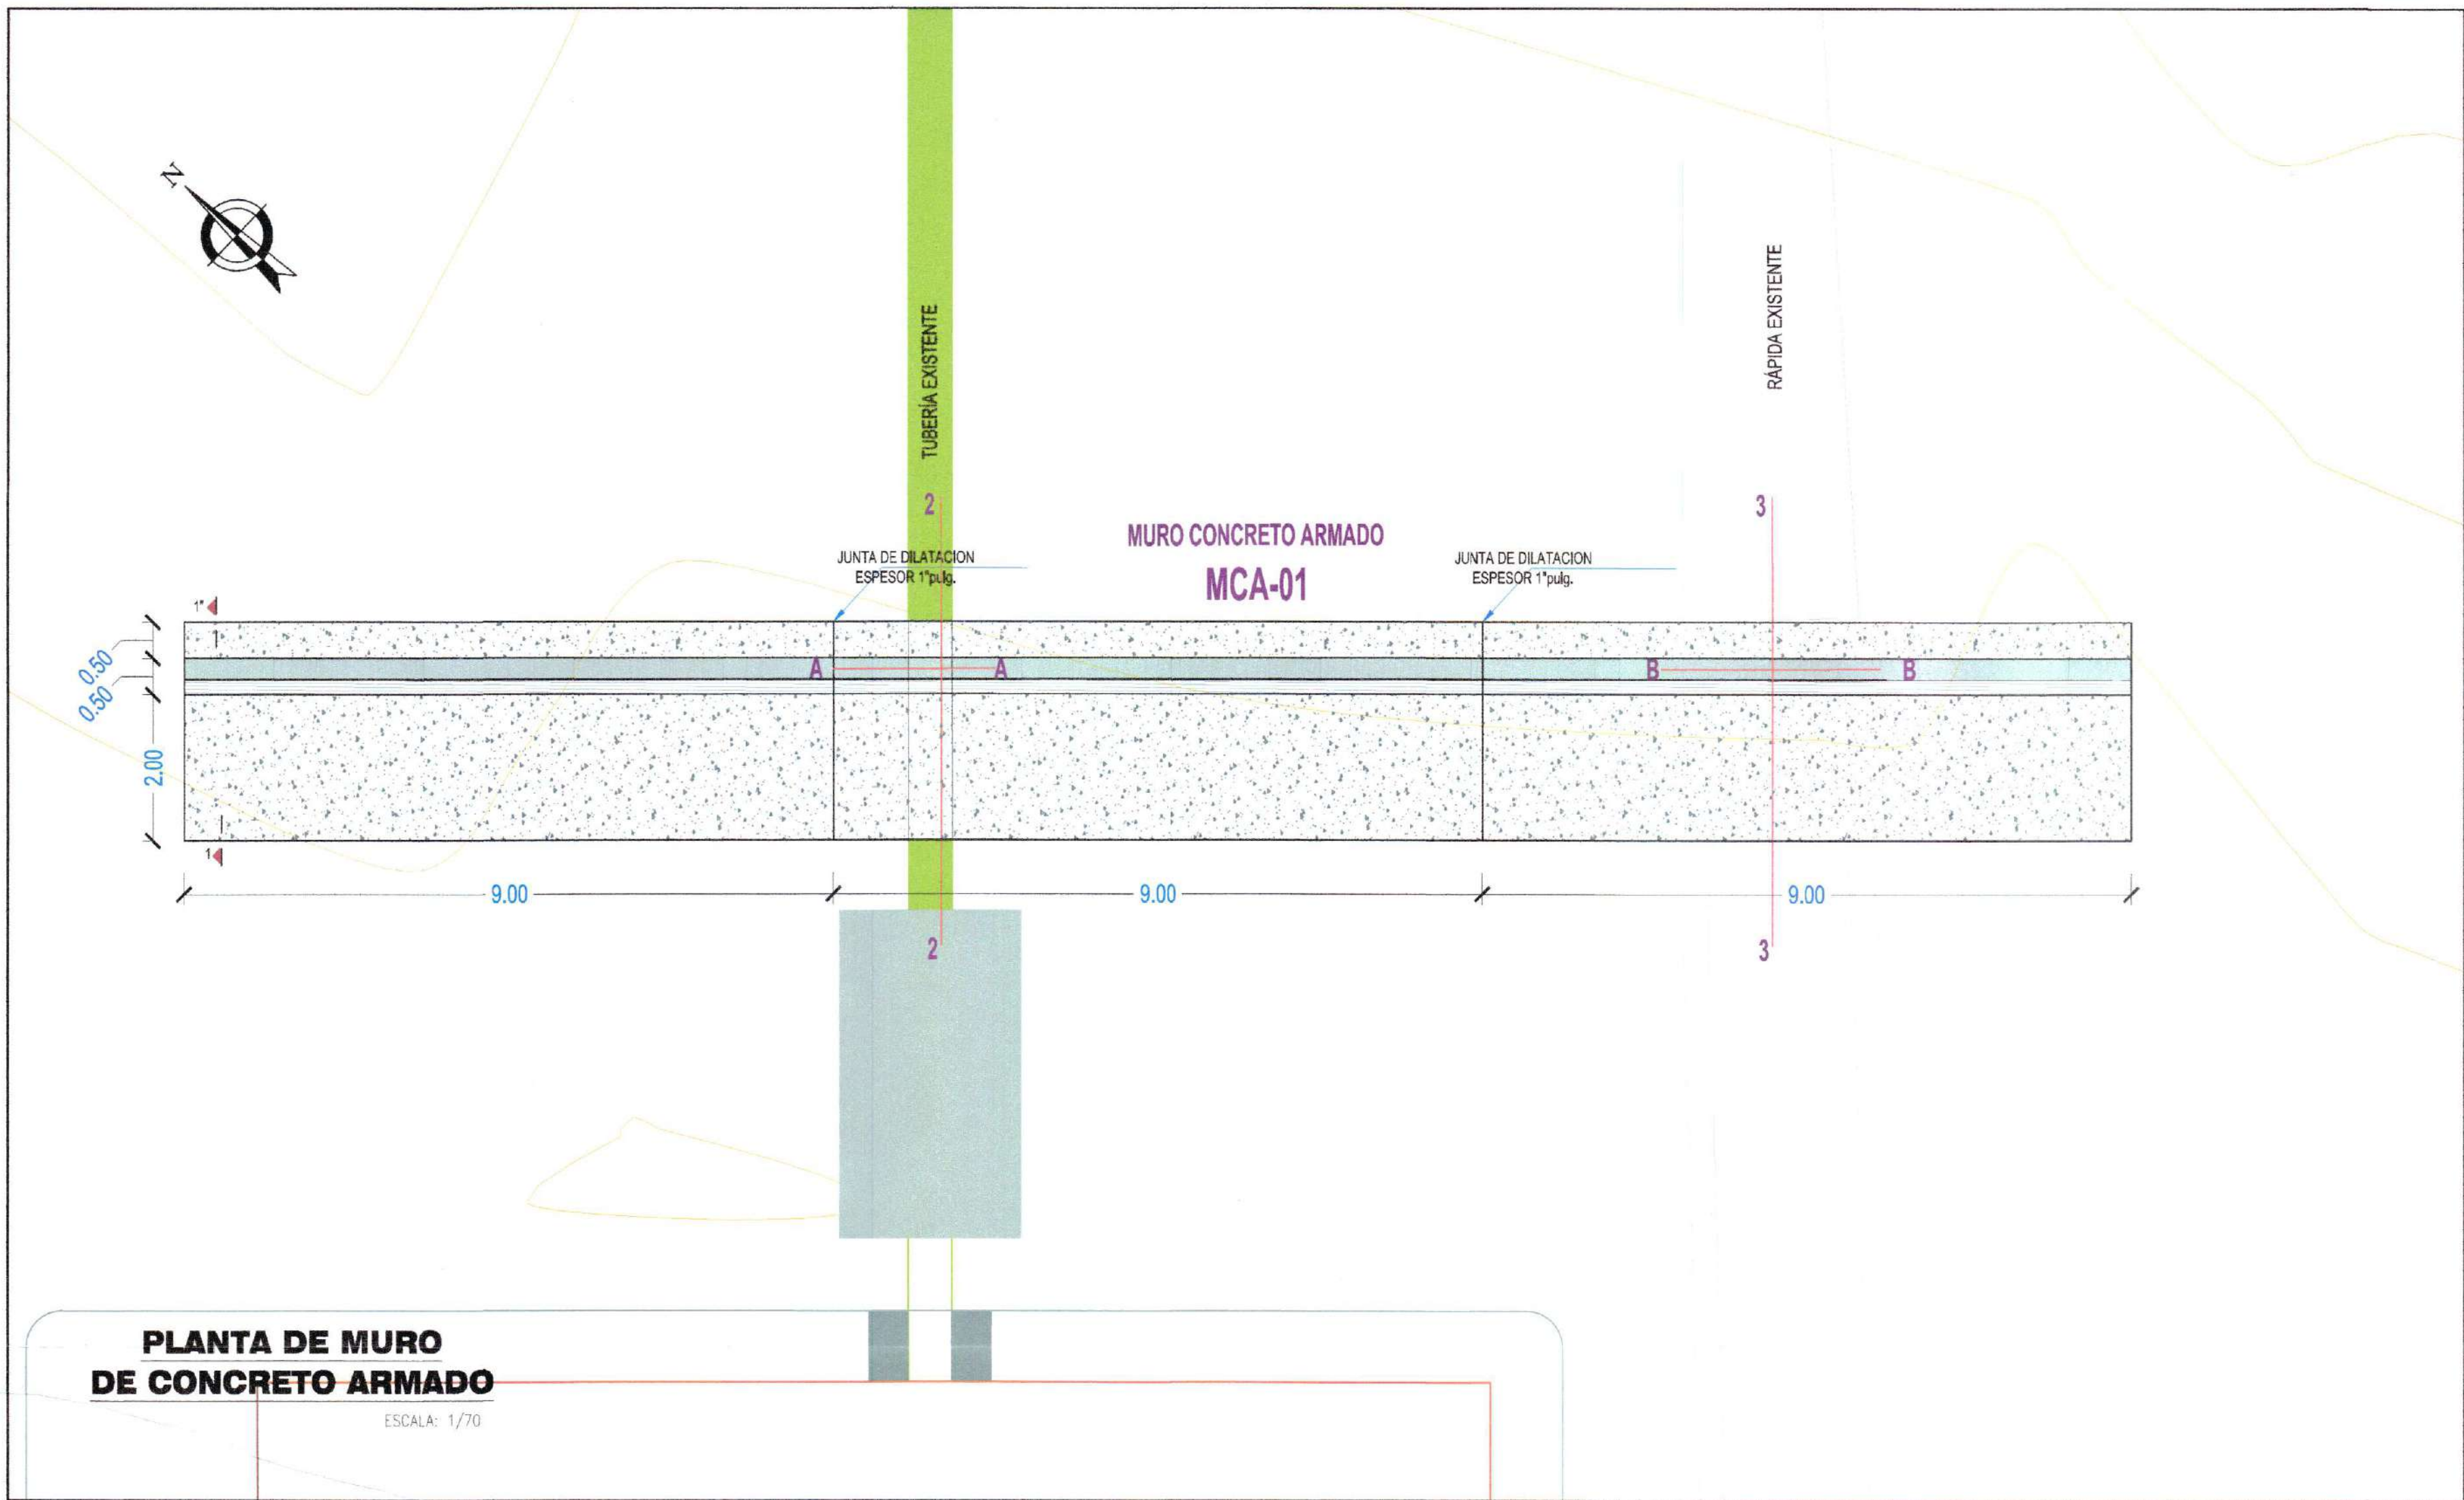 N
TUBERÍA EXISTENTE
RÁPIDA EXISTENTE
2
3
MURO CONCRETO ARMADO
MCA-01
JUNTA DE DILATACION
ESPESOR 1"pulg.
JUNTA DE DILATACION
ESPESOR 1"pulg.
1"
0.50
0.50
2.00
A
A
B
B
1
9.00
9.00
9.00
2
3
PLANTA DE MURO
DE CONCRETO ARMADO
ESCALA: 1/70